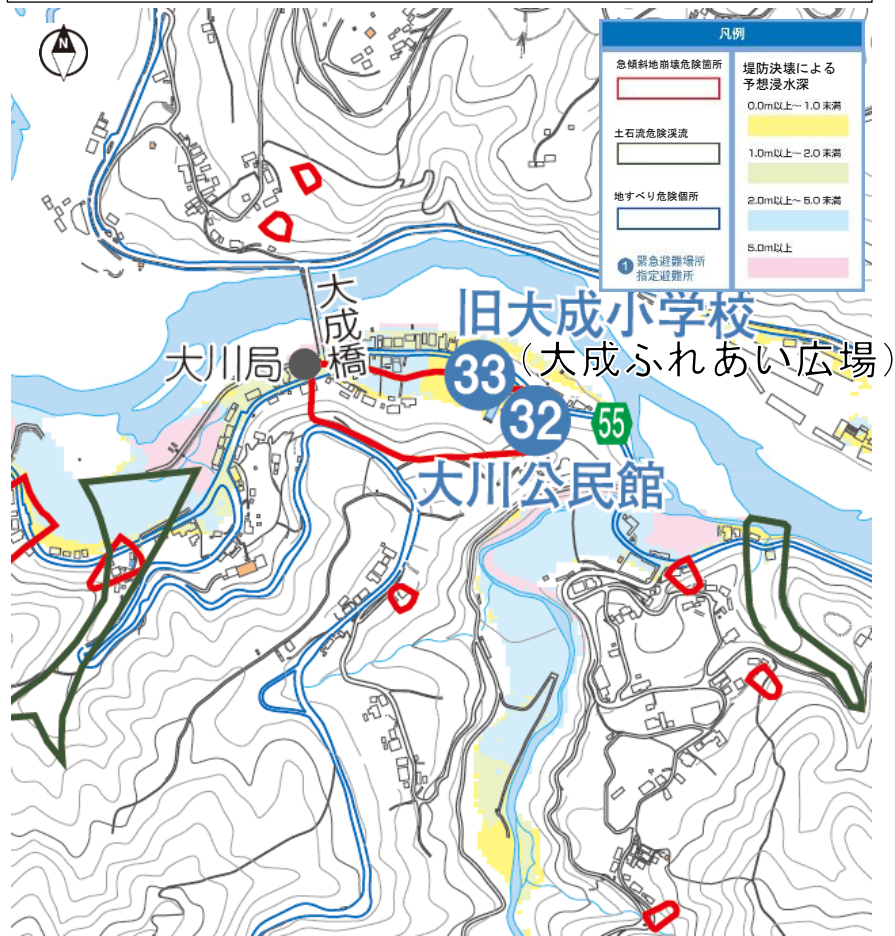 N
凡例
急傾斜地崩壊危険箇所
土石流危険渓流
地すべり危険個所
1 緊急避難場所
指定避難所
堤防決壊による
予想浸水深
0.0m以上～1.0未満
1.0m以上～2.0未満
2.0m以上～5.0未満
5.0m以上
大成橋
大川局
旧大成小学校
(大成ふれあい広場)
33
32
55
大川公民館